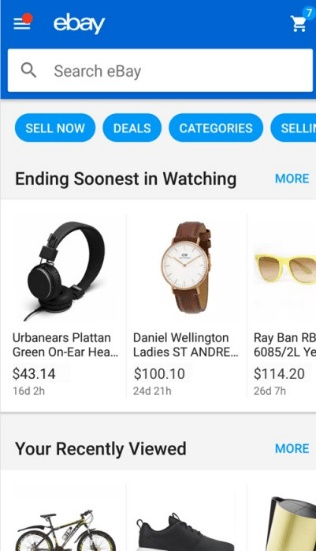 ebay
7
Search eBay
SELL NOW
DEALS
CATEGORIES
SELLIN
Ending Soonest in Watching
MORE
Urbanears Plattan
Green On-Ear Hea...
$43.14
16d 2h
Daniel Wellington
Ladies ST ANDRE...
$100.10
24d 21h
Ray Ban RB
6085/2L Ye
$114.20
26d 7h
Your Recently Viewed
MORE